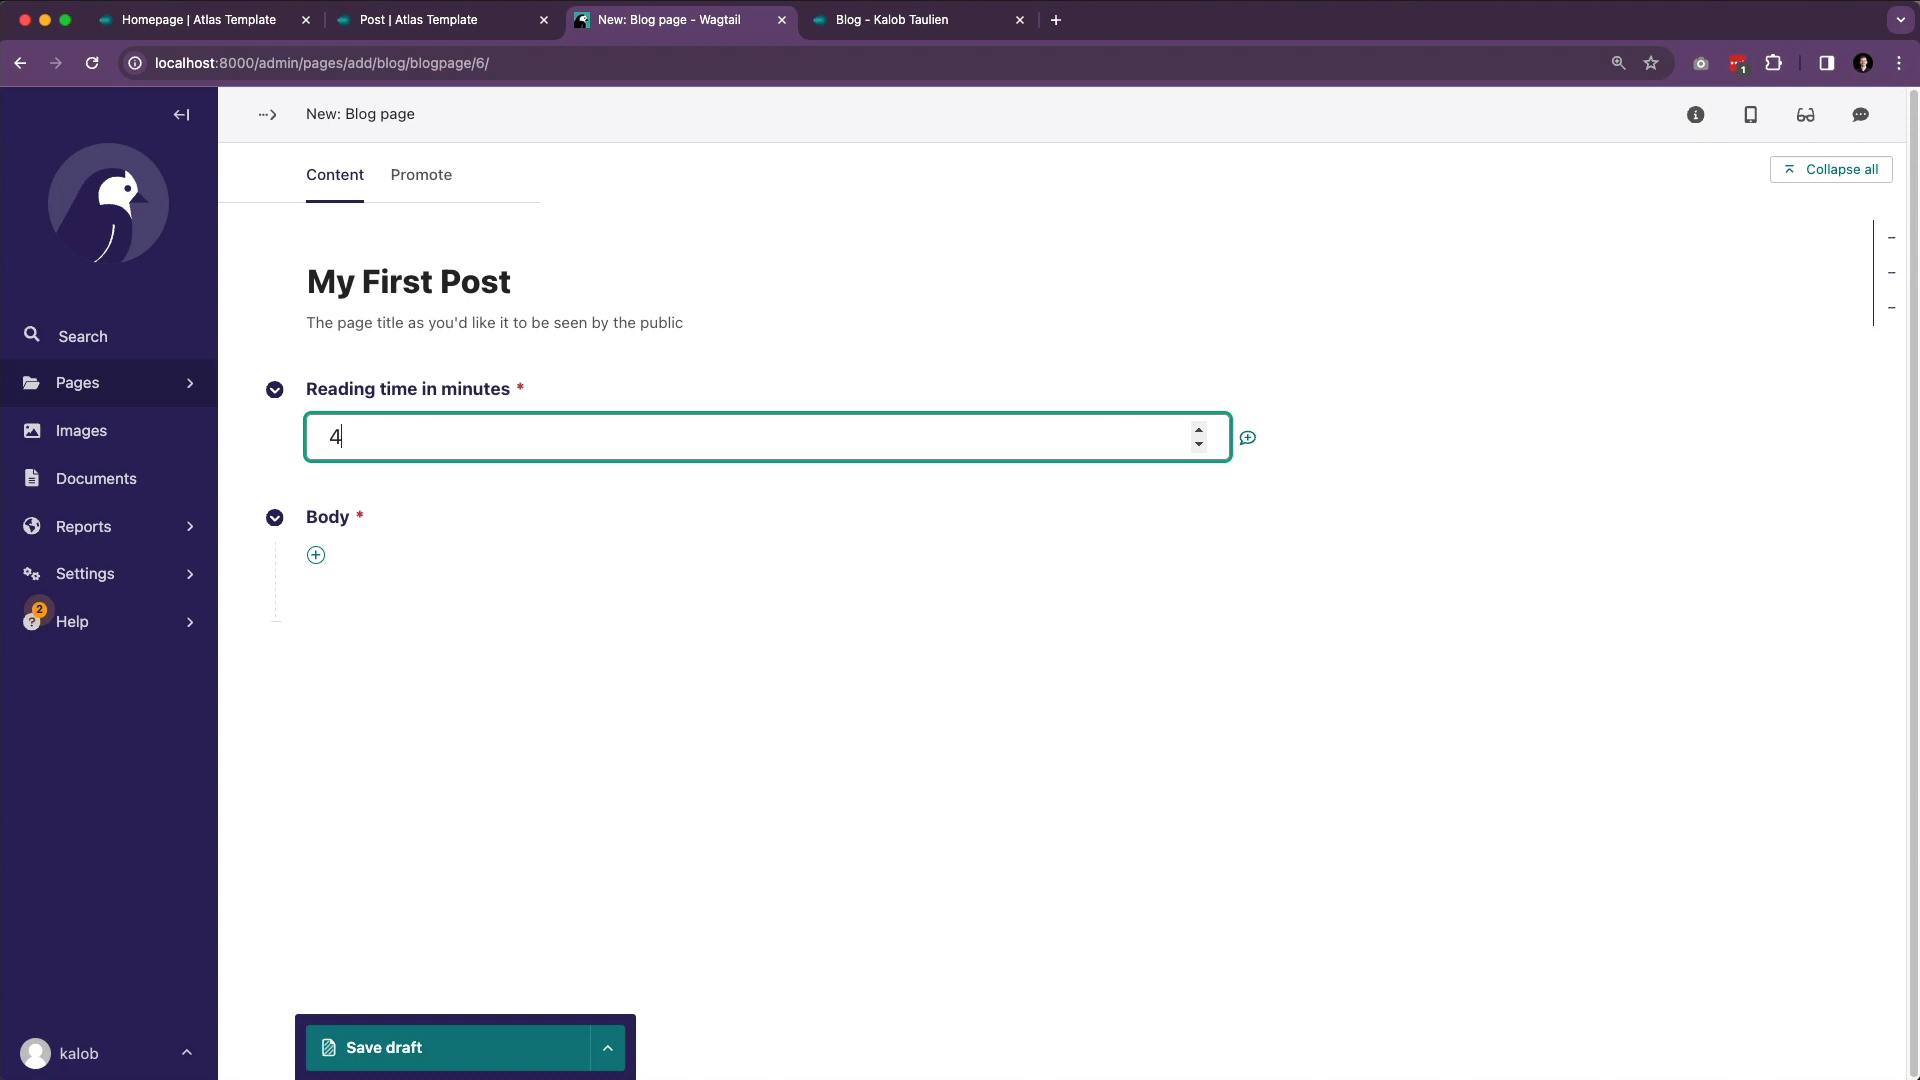 Homepage | Atlas Template
Post | Atlas Template
New: Blog page - Wagtail
Blog - Kalob Taulien
localhost:8000/admin/pages/add/blog/blogpage/6/
1
New: Blog page
Content
Promote
Collapse all
My First Post
The page title as you'd like it to be seen by the public
Search
Pages
Images
Documents
Reports
Settings
2
Help
Reading time in minutes *
4
Body *
Save draft
kalob